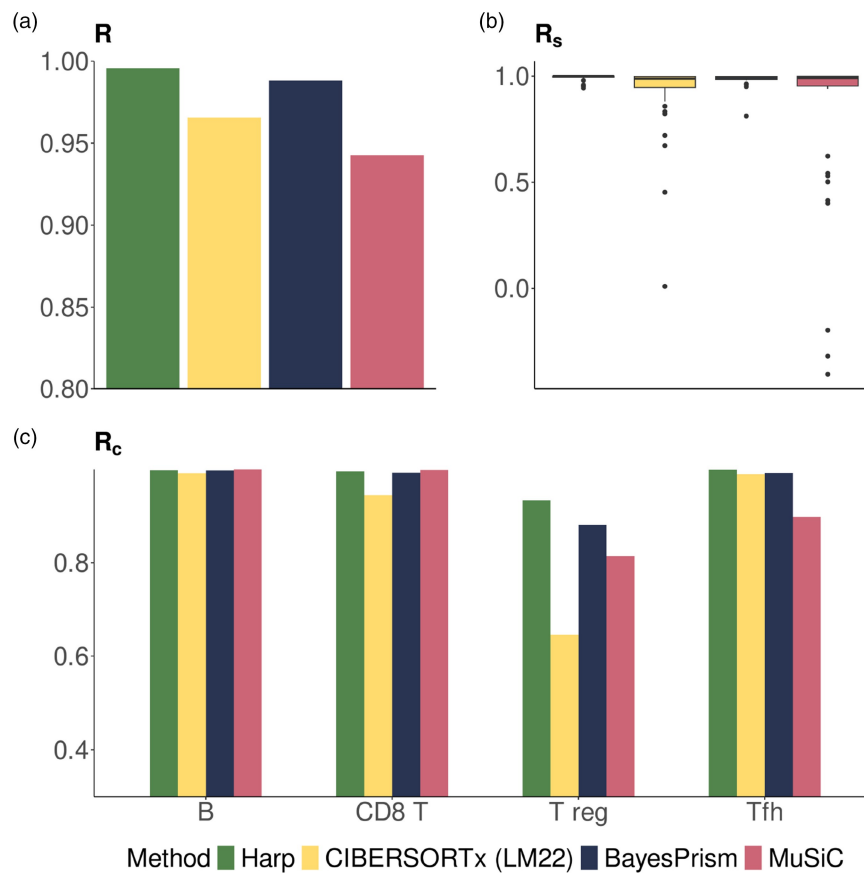 (a)
R
1.00
0.95
0.90
0.85
0.80
(b)
Rs
1.0
0.5
0.0
(c)
Rc
0.8
0.6
0.4
B CD8 T T reg Tfh
Method Harp CIBERSORTx (LM22) BayesPrism MuSiC